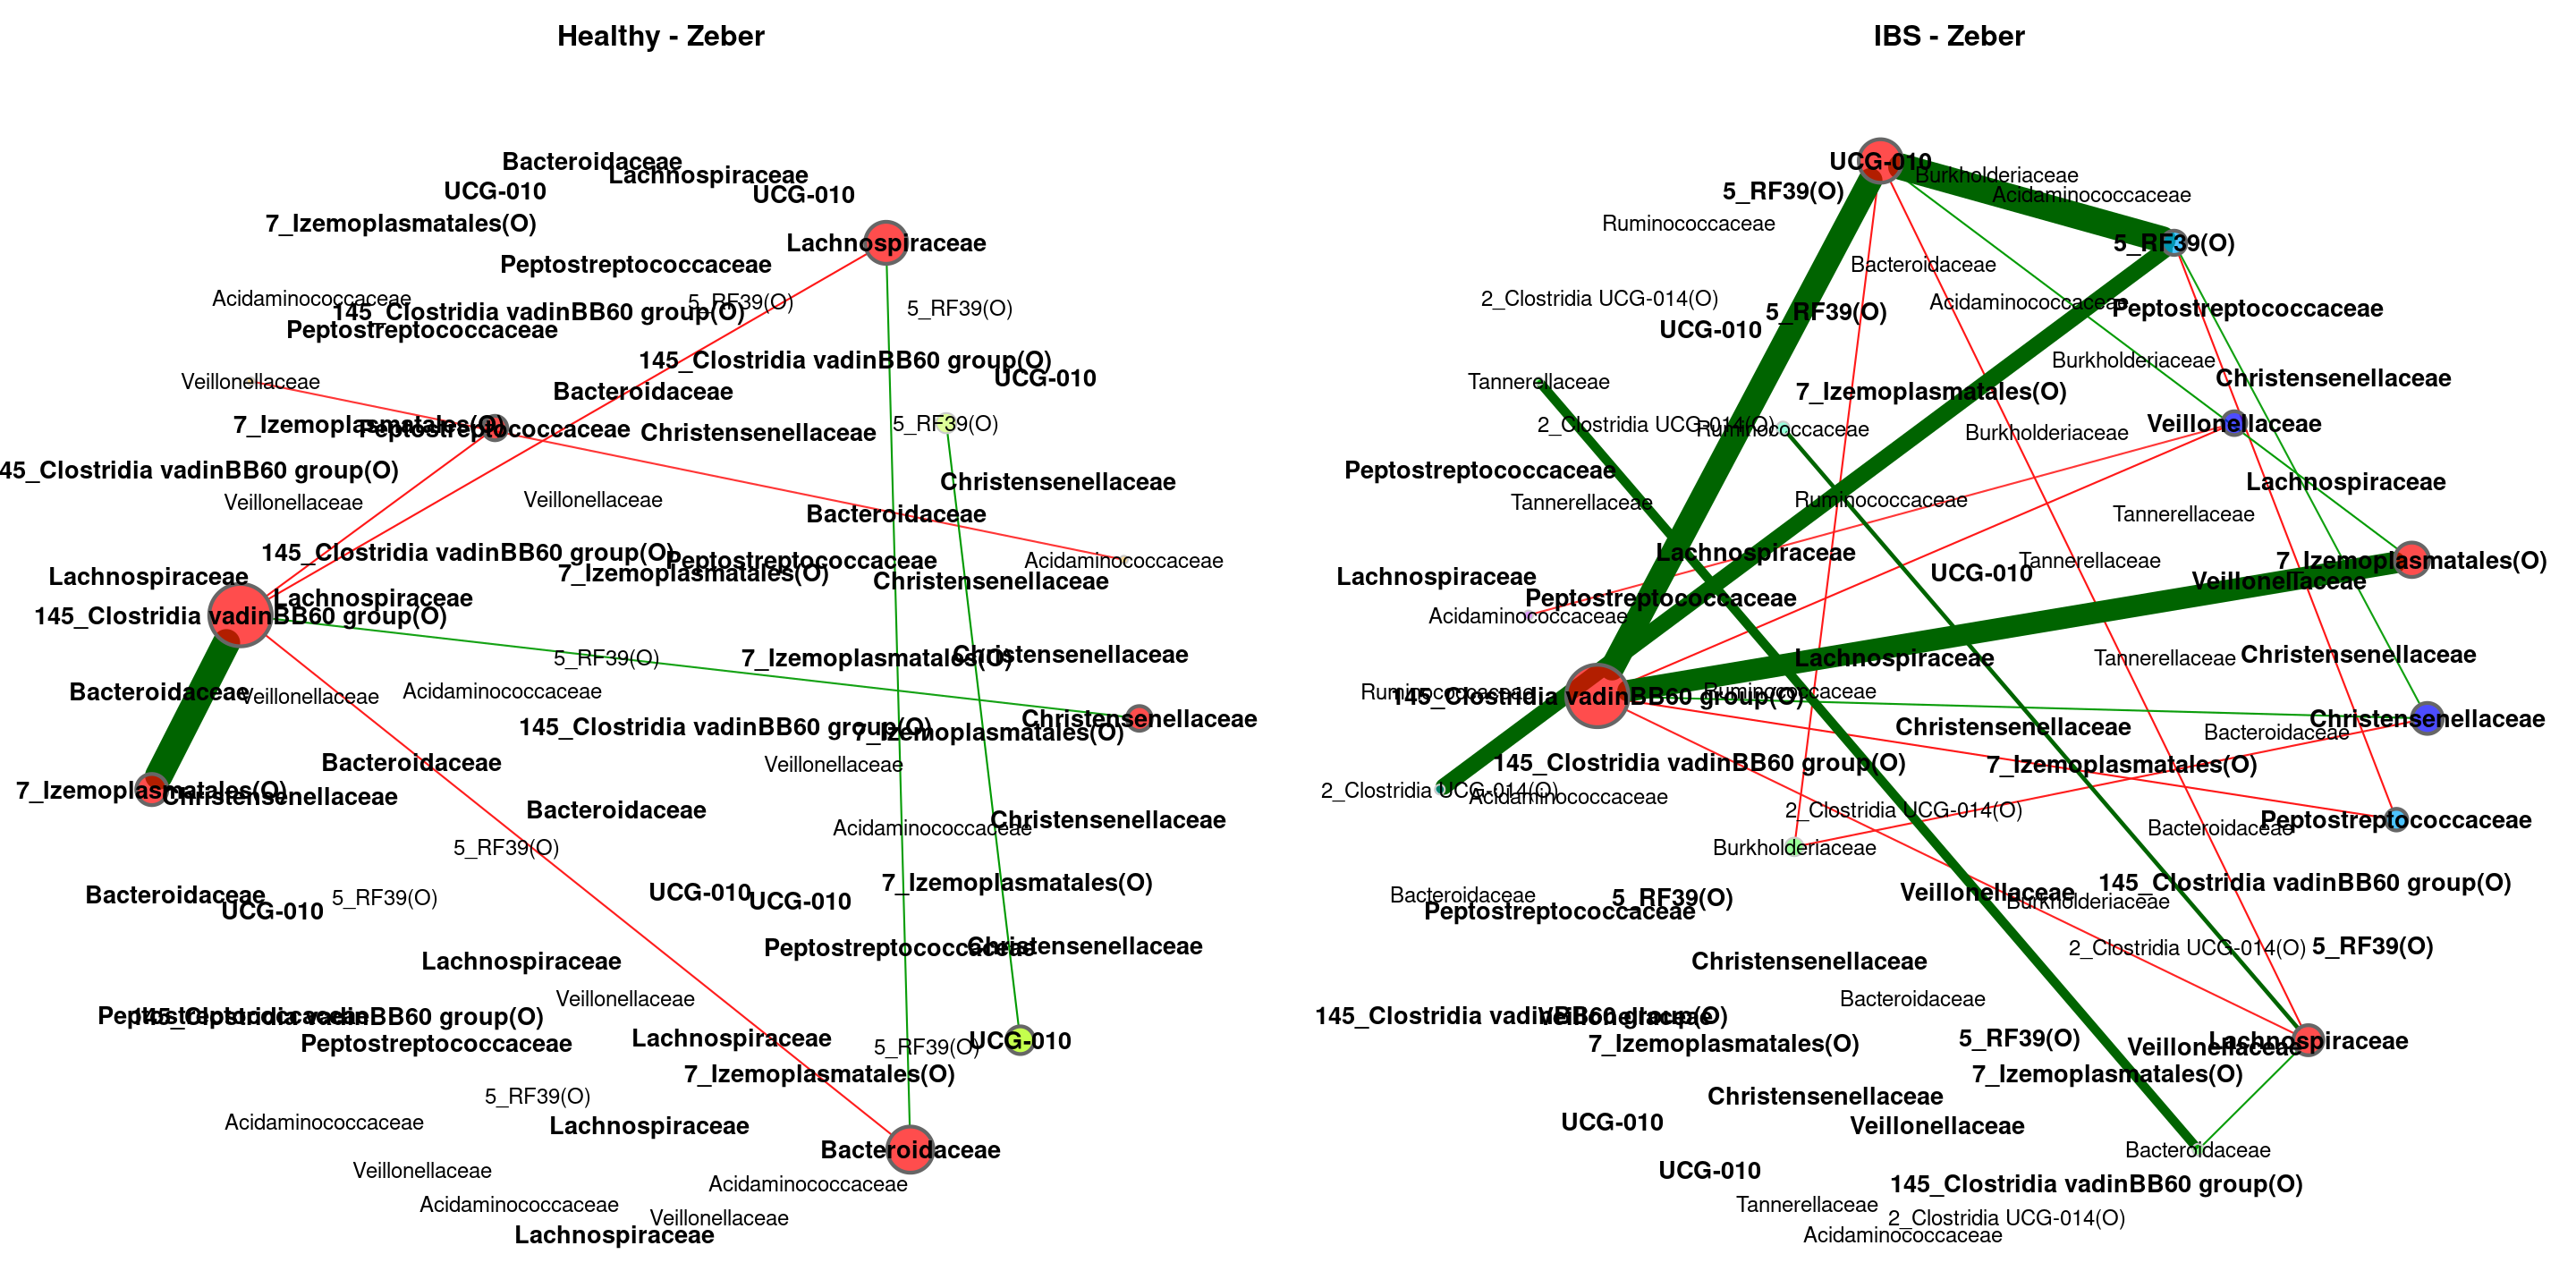 Healthy - Zeber
Bacteroidaceae
Lachnospiraceae
UCG-010
UCG-010
7_Izemoplasmatales(O)
Lachnospiraceae
Peptostreptococcaceae
Acidaminococcaceae
5_RF39(O)
5_RF39(O)
145_Clostridia vadinBB60 group(O)
Peptostreptococcaceae
145_Clostridia vadinBB60 group(O)
UCG-010
Veillonellaceae
Bacteroidaceae
7_Izemoplasmatales(O)
Peptostreptococcaceae
Christensenellaceae
5_RF39(O)
45_Clostridia vadinBB60 group(O)
Christensenellaceae
Veillonellaceae
Veillonellaceae
Bacteroidaceae
145_Clostridia vadinBB60 group(O)
Peptostreptococcaceae
Acidaminococcaceae
7_Izemoplasmatales(O)
Lachnospiraceae
Christensenellaceae
Lachnospiraceae
145_Clostridia vadinBB60 group(O)
5_RF39(O)
7_Izemoplasmatales(O)
Christensenellaceae
Bacteroidaceae
Veillonellaceae
Acidaminococcaceae
Christensenellaceae
145_Clostridia vadinBB60 group(O)
7_Izemoplasmatales(O)
Bacteroidaceae
Veillonellaceae
7_Izemoplasmatales(O)
Christensenellaceae
Bacteroidaceae
Acidaminococcaceae
Christensenellaceae
5_RF39(O)
7_Izemoplasmatales(O)
Bacteroidaceae
5_RF39(O)
UCG-010
UCG-010
UCG-010
Peptostreptococcaceae
Christensenellaceae
Lachnospiraceae
Veillonellaceae
Peptostreptococcaceae
145_Clostridia vadinBB60 group(O)
Peptostreptococcaceae
Lachnospiraceae
5_RF39(O)
UCG-010
7_Izemoplasmatales(O)
5_RF39(O)
Acidaminococcaceae
Lachnospiraceae
Bacteroidaceae
Veillonellaceae
Acidaminococcaceae
Acidaminococcaceae
Veillonellaceae
Lachnospiraceae
IBS - Zeber
UCG-010
Burkholderiaceae
5_RF39(O)
Acidaminococcaceae
Ruminococcaceae
5_RF39(O)
Bacteroidaceae
2_Clostridia UCG-014(O)
Acidaminococcaceae
Peptostreptococcaceae
5_RF39(O)
UCG-010
Burkholderiaceae
Christensenellaceae
Tannerellaceae
7_Izemoplasmatales(O)
2_Clostridia UCG-014(O)
Ruminococcaceae
Burkholderiaceae
Veillonellaceae
Peptostreptococcaceae
Lachnospiraceae
Tannerellaceae
Ruminococcaceae
Tannerellaceae
Lachnospiraceae
Tannerellaceae
7_Izemoplasmatales(O)
UCG-010
Lachnospiraceae
Veillonellaceae
Peptostreptococcaceae
Acidaminococcaceae
Lachnospiraceae
Tannerellaceae
Christensenellaceae
Ruminococcaceae
145_Clostridia vadinBB60 group(O)
Ruminococcaceae
Christensenellaceae
Christensenellaceae
Bacteroidaceae
145_Clostridia vadinBB60 group(O)
7_Izemoplasmatales(O)
2_Clostridia UCG-014(O)
Acidaminococcaceae
2_Clostridia UCG-014(O)
Bacteroidaceae
Peptostreptococcaceae
Burkholderiaceae
145_Clostridia vadinBB60 group(O)
Bacteroidaceae
5_RF39(O)
Veillonellaceae
Burkholderiaceae
Peptostreptococcaceae
2_Clostridia UCG-014(O)
5_RF39(O)
Christensenellaceae
Bacteroidaceae
145_Clostridia vadinBB60 group(O)
Veillonellaceae
7_Izemoplasmatales(O)
5_RF39(O)
Veillonellaceae
Lachnospiraceae
7_Izemoplasmatales(O)
Christensenellaceae
UCG-010
Veillonellaceae
Bacteroidaceae
UCG-010
145_Clostridia vadinBB60 group(O)
Tannerellaceae
2_Clostridia UCG-014(O)
Acidaminococcaceae